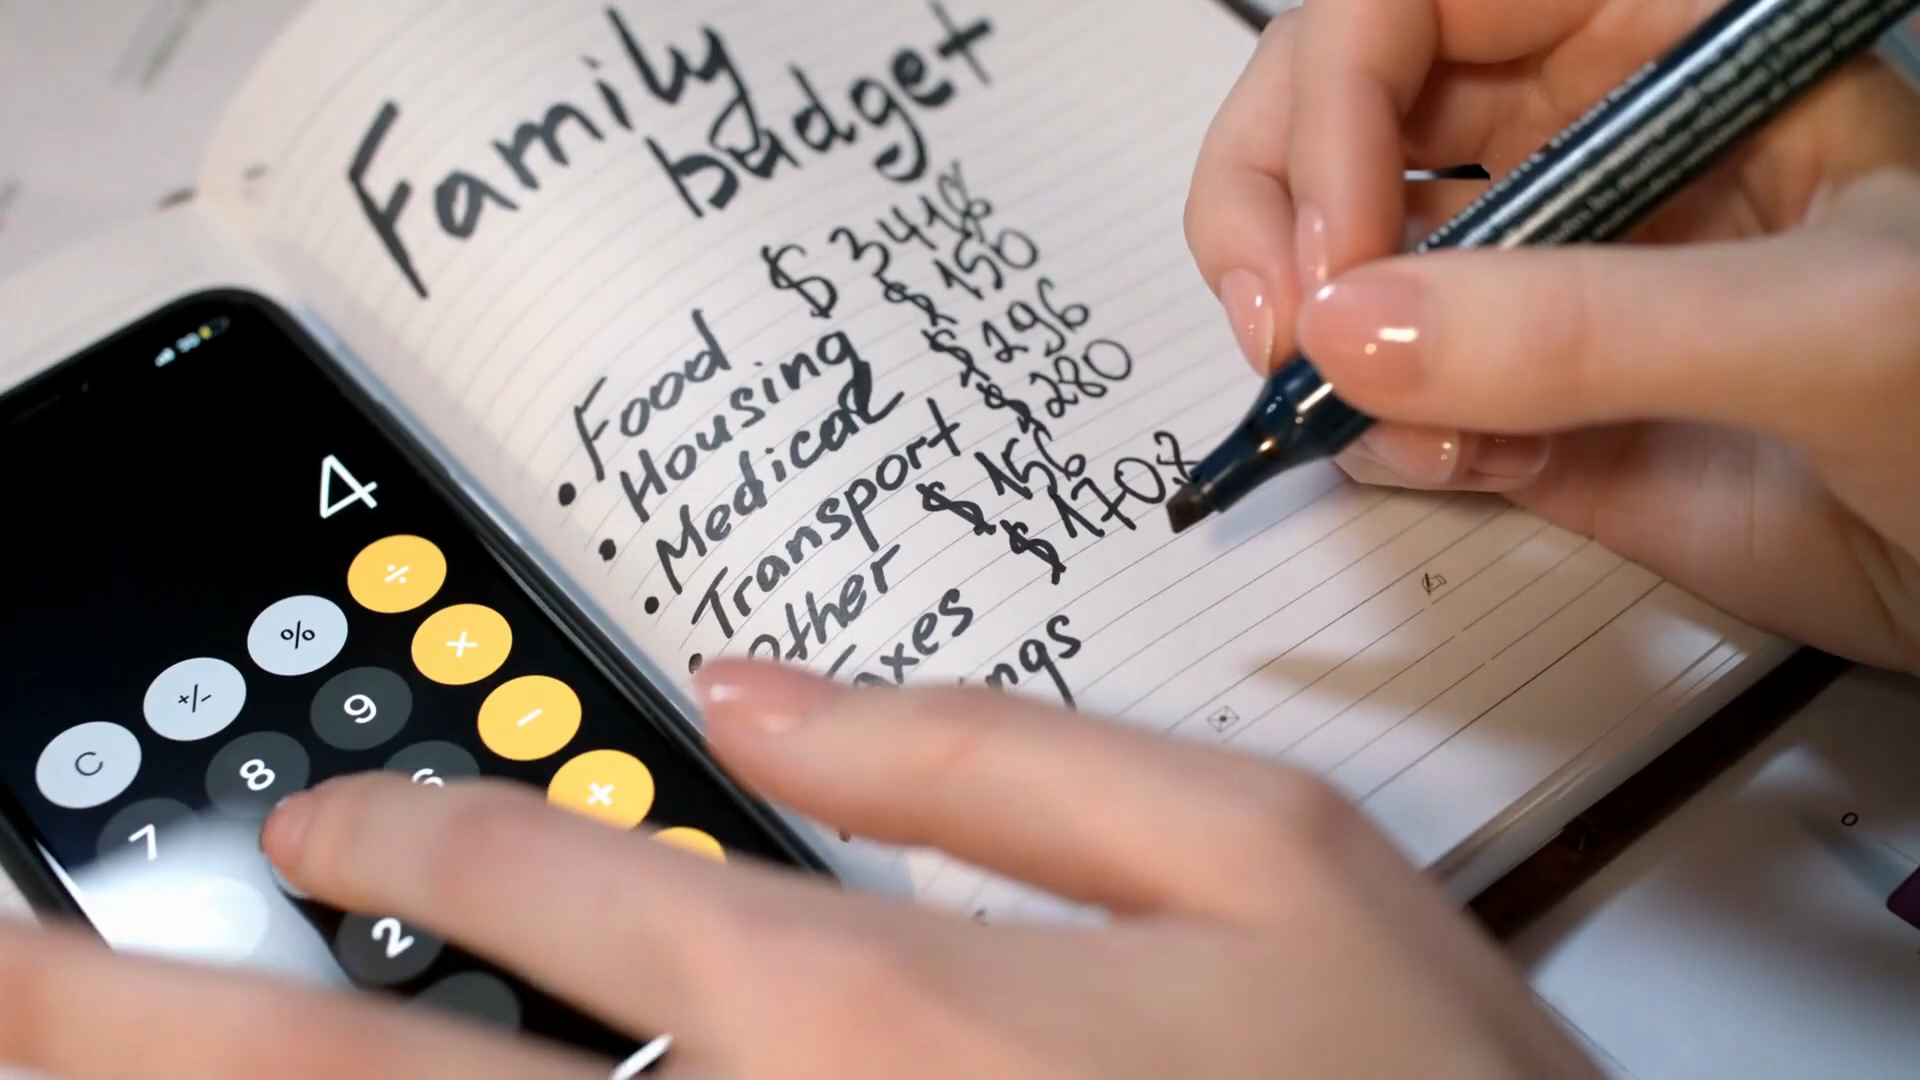 Family
budget
• Food $ 3418
• Housing $ 150
• Medical $ 296
• Transport $ 280
Other $ 156
$ 1708
4
÷
% ×
+/- 9 −
C 8
7
2